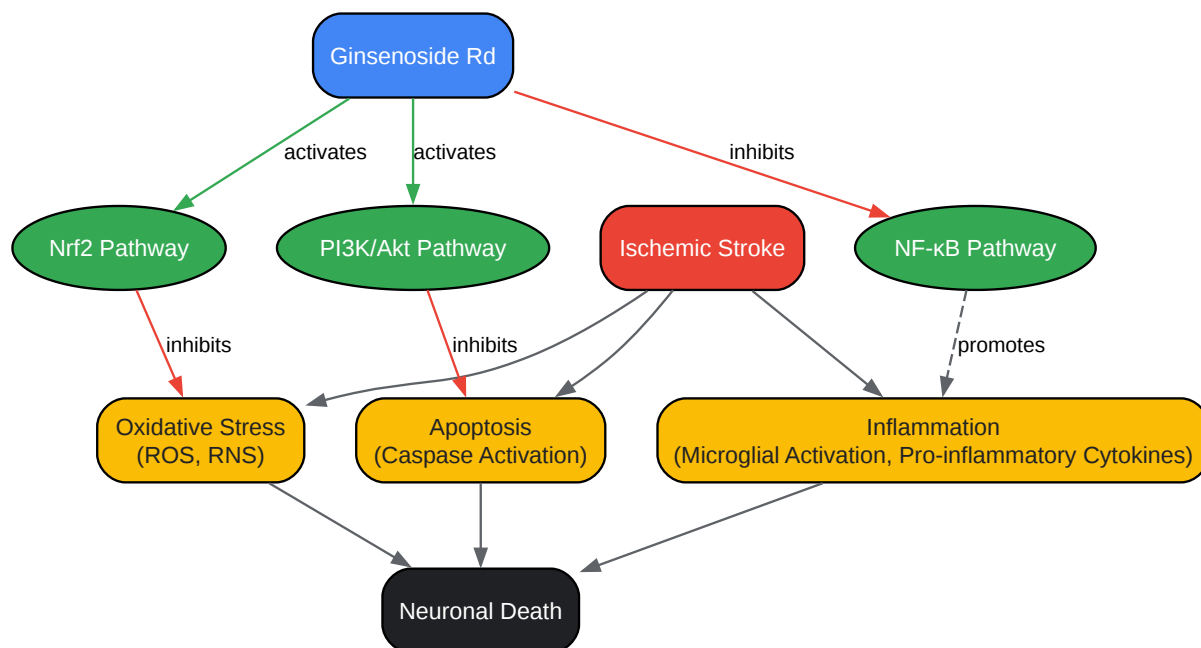 Ginsenoside Rd
activates
activates
inhibits
Nrf2 Pathway
PI3K/Akt Pathway
Ischemic Stroke
NF-κB Pathway
inhibits
inhibits
promotes
Oxidative Stress
(ROS, RNS)
Apoptosis
(Caspase Activation)
Inflammation
(Microglial Activation, Pro-inflammatory Cytokines)
Neuronal Death